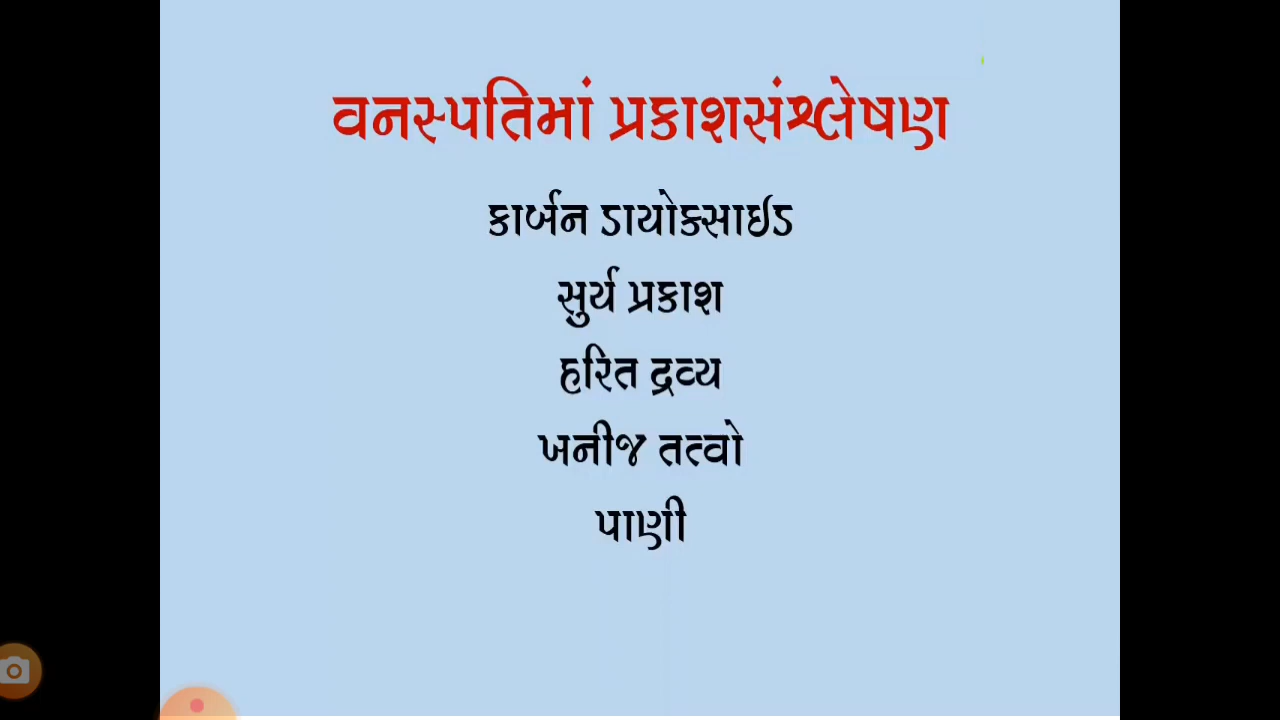 વનસ્પતિમાં પ્રકાશસંશ્લેષણ
કાર્બન ડાયોક્સાઈડ
સુર્ય પ્રકાશ
હરિત દ્રવ્ય
ખનીજ તત્વો
પાણી